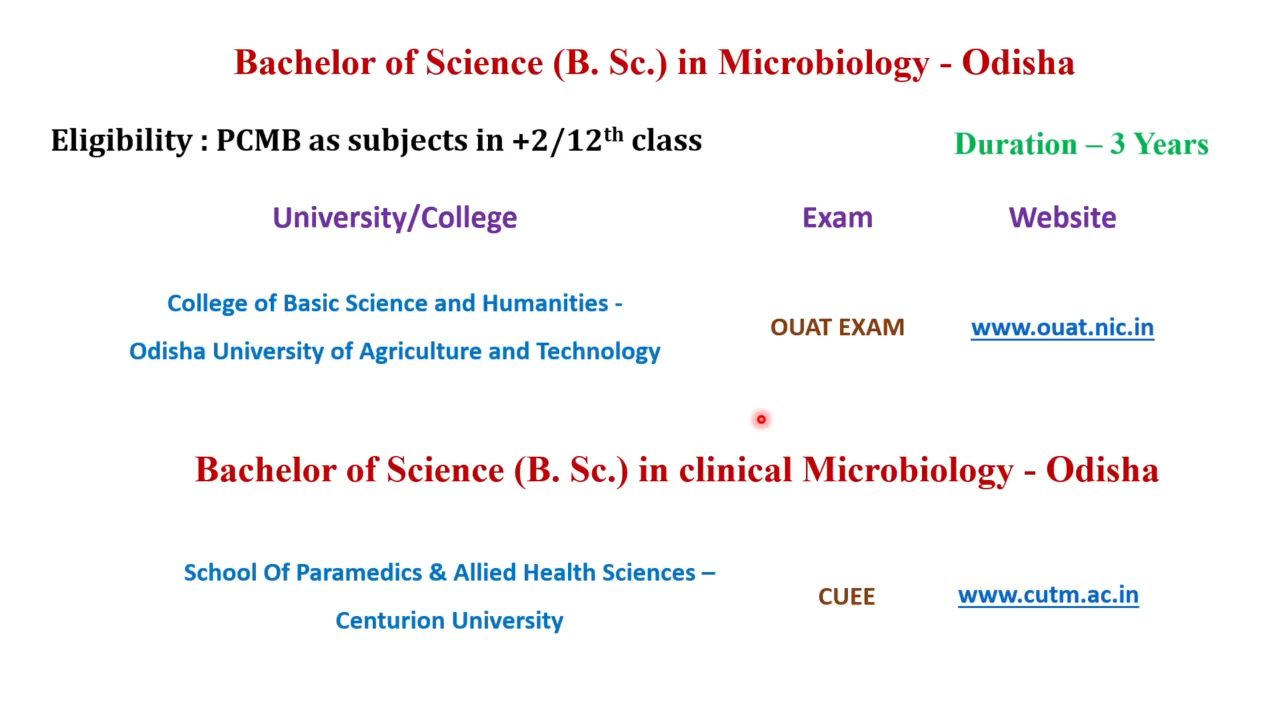 Bachelor of Science (B. Sc.) in Microbiology - Odisha
Eligibility : PCMB as subjects in +2/12th class
Duration – 3 Years
University/College
Exam
Website
College of Basic Science and Humanities -
Odisha University of Agriculture and Technology
OUAT EXAM
www.ouat.nic.in
Bachelor of Science (B. Sc.) in clinical Microbiology - Odisha
School Of Paramedics & Allied Health Sciences –
Centurion University
CUEE
www.cutm.ac.in